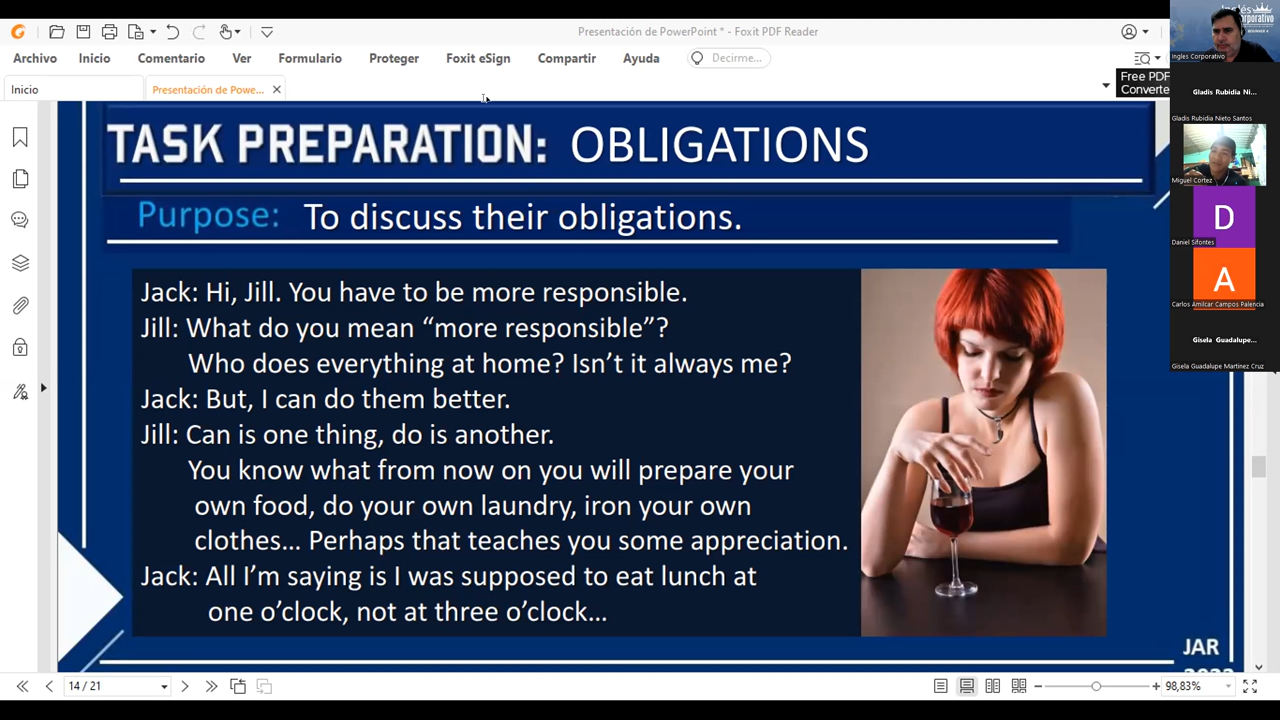 Presentación de PowerPoint * - Foxit PDF Reader
Archivo Inicio Comentario Ver Formulario Proteger Foxit eSign Compartir Ayuda Decirme...
Inicio Presentación de Powe...
Free PDF
Converte
TASK PREPARATION: OBLIGATIONS
Purpose: To discuss their obligations.
Jack: Hi, Jill. You have to be more responsible.
Jill: What do you mean “more responsible”?
Who does everything at home? Isn’t it always me?
Jack: But, I can do them better.
Jill: Can is one thing, do is another.
You know what from now on you will prepare your
own food, do your own laundry, iron your own
clothes... Perhaps that teaches you some appreciation.
Jack: All I’m saying is I was supposed to eat lunch at
one o’clock, not at three o’clock...
JAR
14 / 21
98,83%
Inglés
Corporativo
Ingles Corporativo
Gladis Rubidia Ni...
Gladis Rubidia Nieto Santos
Miguel Cortez
D
Daniel Sifontes
A
Carlos Amilcar Campos Palencia
Gisela Guadalupe...
Gisela Guadalupe Martinez Cruz